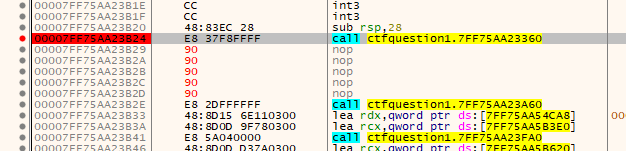 00007FF75AA23B1E CC int3
00007FF75AA23B1F CC int3
00007FF75AA23B20 48:83EC 28 sub rsp,28
00007FF75AA23B24 E8 37F8FFFF call ctfquestion1.7FF75AA23360
00007FF75AA23B29 90 nop
00007FF75AA23B2A 90 nop
00007FF75AA23B2B 90 nop
00007FF75AA23B2C 90 nop
00007FF75AA23B2D 90 nop
00007FF75AA23B2E E8 2DFFFFFF call ctfquestion1.7FF75AA23A60
00007FF75AA23B33 48:8D15 6E110300 lea rdx,qword ptr ds:[7FF75AA54CA8] 00
00007FF75AA23B3A 48:8D0D 9F780300 lea rcx,qword ptr ds:[7FF75AA5B3E0]
00007FF75AA23B41 E8 5A040000 call ctfquestion1.7FF75AA23FA0
00007FF75AA23B46 48:8D0D D37A0300 lea rcx,qword ptr ds:[7FF75AA5B620]